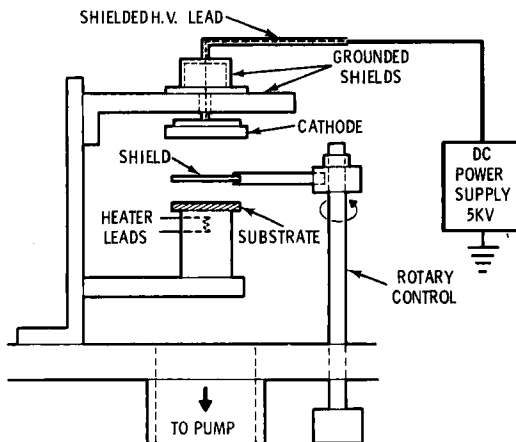 SHIELDED H.V. LEAD
GROUNDED
SHIELDS
CATHODE
SHIELD
DC
POWER
SUPPLY
5KV
HEATER
LEADS
SUBSTRATE
ROTARY
CONTROL
TO PUMP